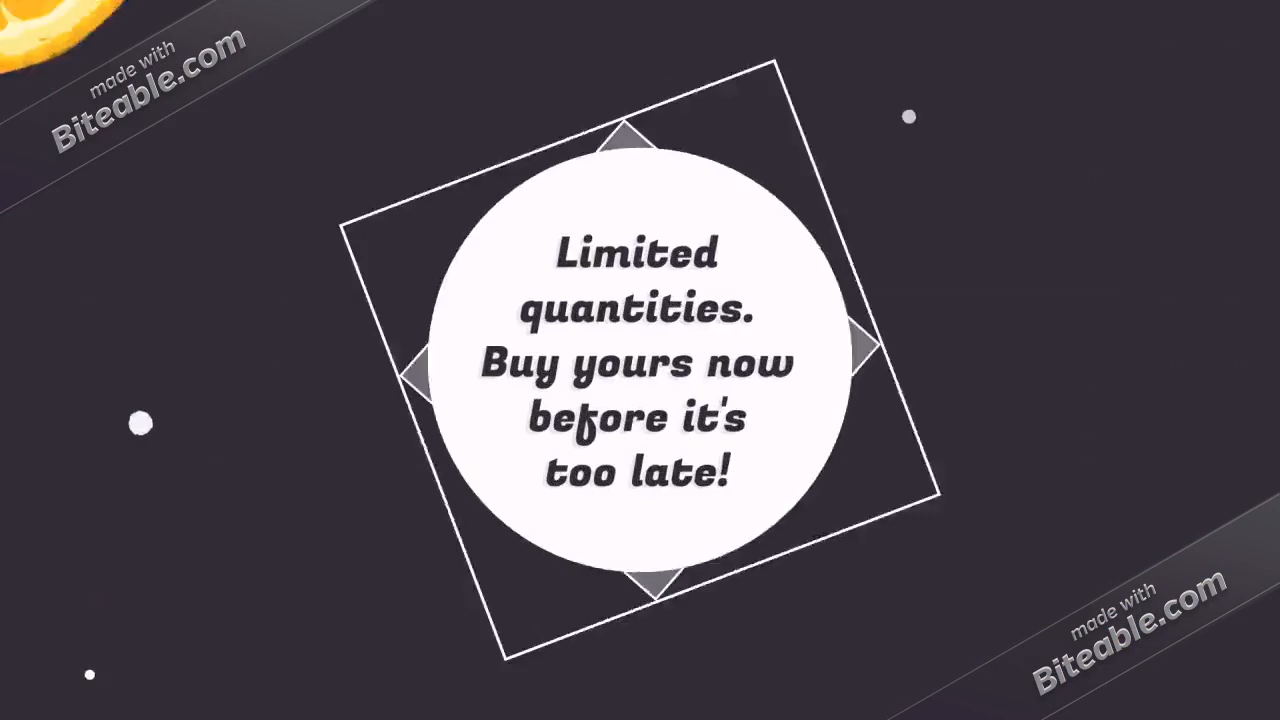 made with
Biteable.com
Limited
quantities.
Buy yours now
before it's
too late!
made with
Biteable.com